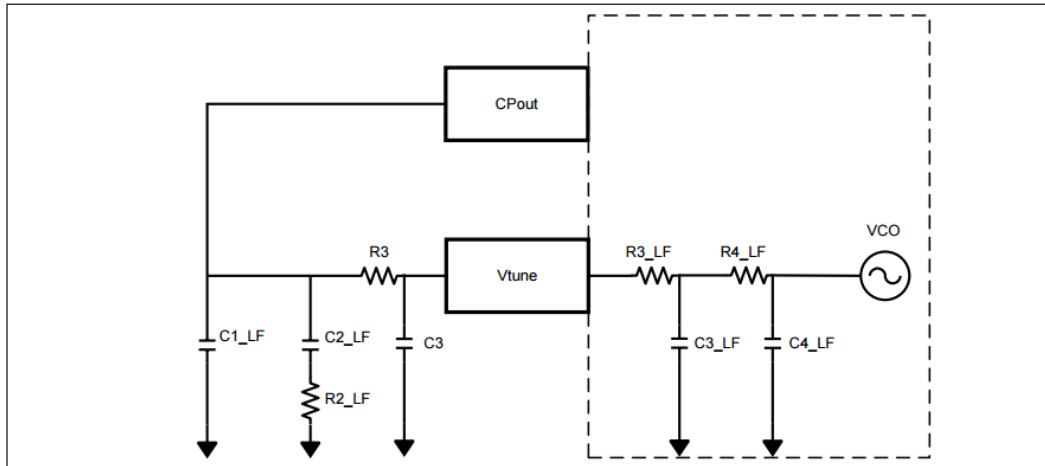 CPout
VCO
R3
Vtune
R3_LF
R4_LF
C1_LF
C2_LF
C3
C3_LF
C4_LF
R2_LF